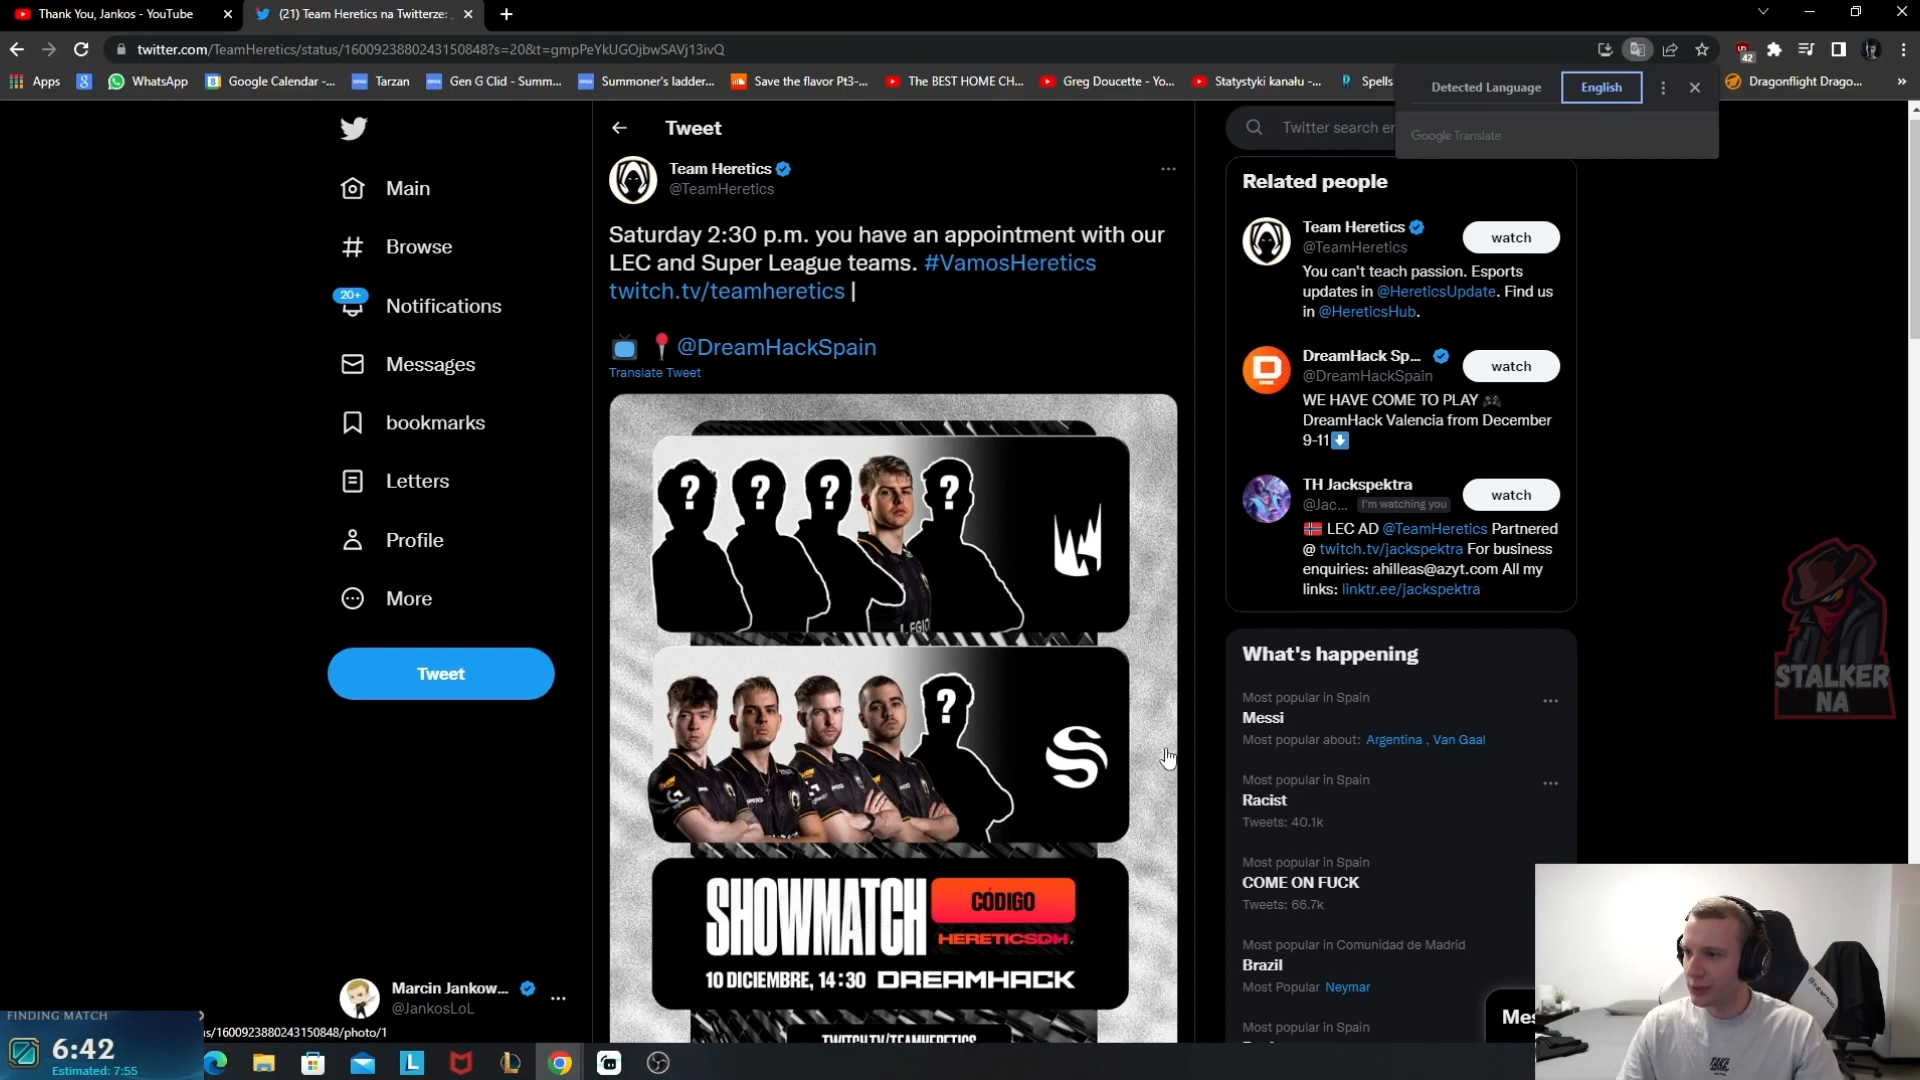 Thank You, Jankos - YouTube
(21) Team Heretics na Twitterze:
twitter.com/TeamHeretics/status/1600923880243150848?s=20&t=gmpPeYkUGOjbwSAVj13ivQ
Apps
WhatsApp
Google Calendar -...
Tarzan
Gen G Clid - Summ...
Summoner's ladder...
Save the flavor Pt3-...
The BEST HOME CH...
Greg Doucette - Yo...
Statystyki kanału -...
Spells
Dragonflight Drago...
42
Detected Language
English
Google Translate
Main
Browse
20+
Notifications
Messages
bookmarks
Letters
Profile
More
Tweet
Marcin Jankow...
@JankosLoL
Tweet
Team Heretics
@TeamHeretics
Saturday 2:30 p.m. you have an appointment with our
LEC and Super League teams. #VamosHeretics
twitch.tv/teamheretics |
@DreamHackSpain
Translate Tweet
? ? ? ?
?
SHOWMATCH
CÓDIGO
HERETICSDH
10 DICIEMBRE, 14:30 DREAMHACK
TWITCH.TV/TEAMHERETICS
Twitter search
Related people
Team Heretics
@TeamHeretics
watch
You can't teach passion. Esports
updates in @HereticsUpdate. Find us
in @HereticsHub.
DreamHack Sp...
@DreamHackSpain
watch
WE HAVE COME TO PLAY
DreamHack Valencia from December
9-11
TH Jackspektra
@Jac... I'm watching you
watch
LEC AD @TeamHeretics Partnered
@ twitch.tv/jackspektra For business
enquiries: ahilleas@azyt.com All my
links: linktr.ee/jackspektra
What's happening
Most popular in Spain
Messi
Most popular about: Argentina , Van Gaal
Most popular in Spain
Racist
Tweets: 40.1k
Most popular in Spain
COME ON FUCK
Tweets: 66.7k
Most popular in Comunidad de Madrid
Brazil
Most Popular Neymar
Most popular in Spain
STALKER
NA
FINDING MATCH
6:42
Estimated: 7:55
s/1600923880243150848/photo/1